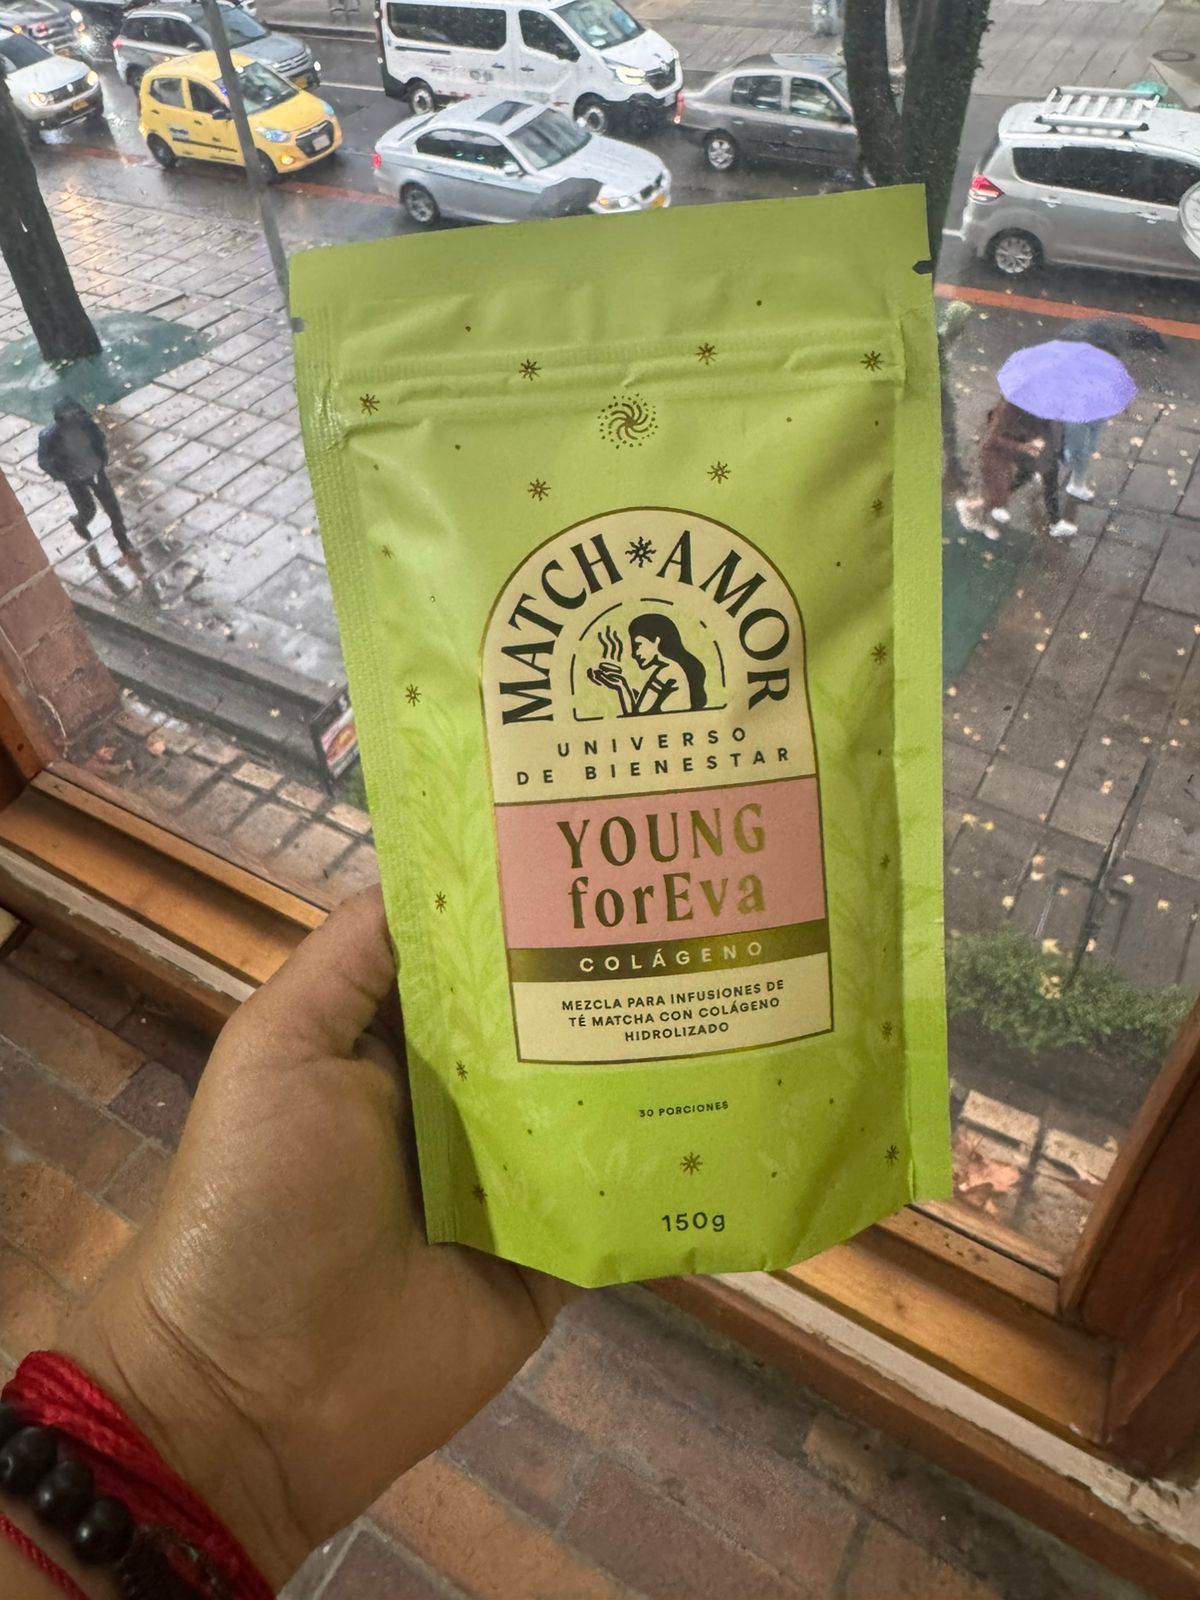 MATCH AMOR
UNIVERSO
DE BIENESTAR
YOUNG
forEva
COLÁGENO
MEZCLA PARA INFUSIONES DE
TÉ MATCHA CON COLÁGENO
HIDROLIZADO
30 PORCIONES
150g